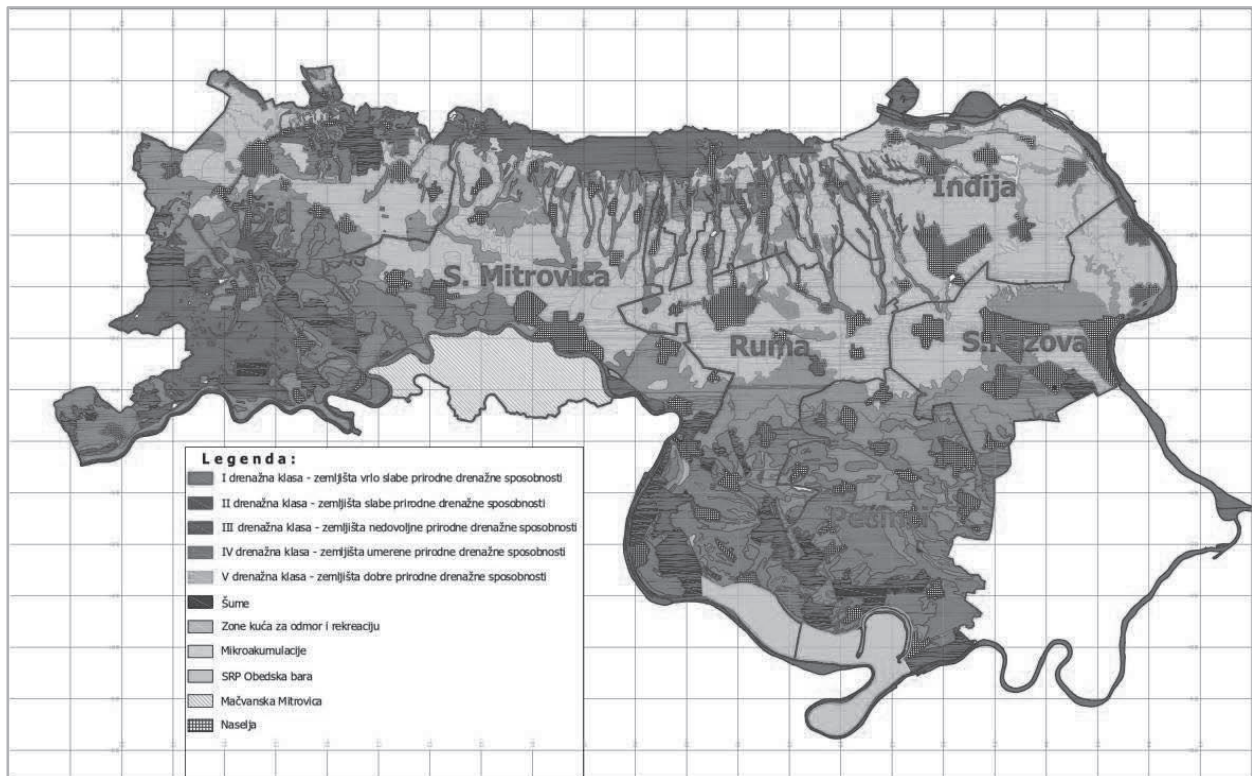 Indija
Šid
S. Mitrovica
Ruma
S.Pazova
Pećinci
Legenda:
I drenažna klasa - zemljišta vrlo slabe prirodne drenažne sposobnosti
II drenažna klasa - zemljišta slabe prirodne drenažne sposobnosti
III drenažna klasa - zemljišta nedovoljne prirodne drenažne sposobnosti
IV drenažna klasa - zemljišta umerene prirodne drenažne sposobnosti
V drenažna klasa - zemljišta dobre prirodne drenažne sposobnosti
Šume
Zone kuća za odmor i rekreaciju
Mikroakumulacije
SRP Obedska bara
Mačvanska Mitrovica
Naselja